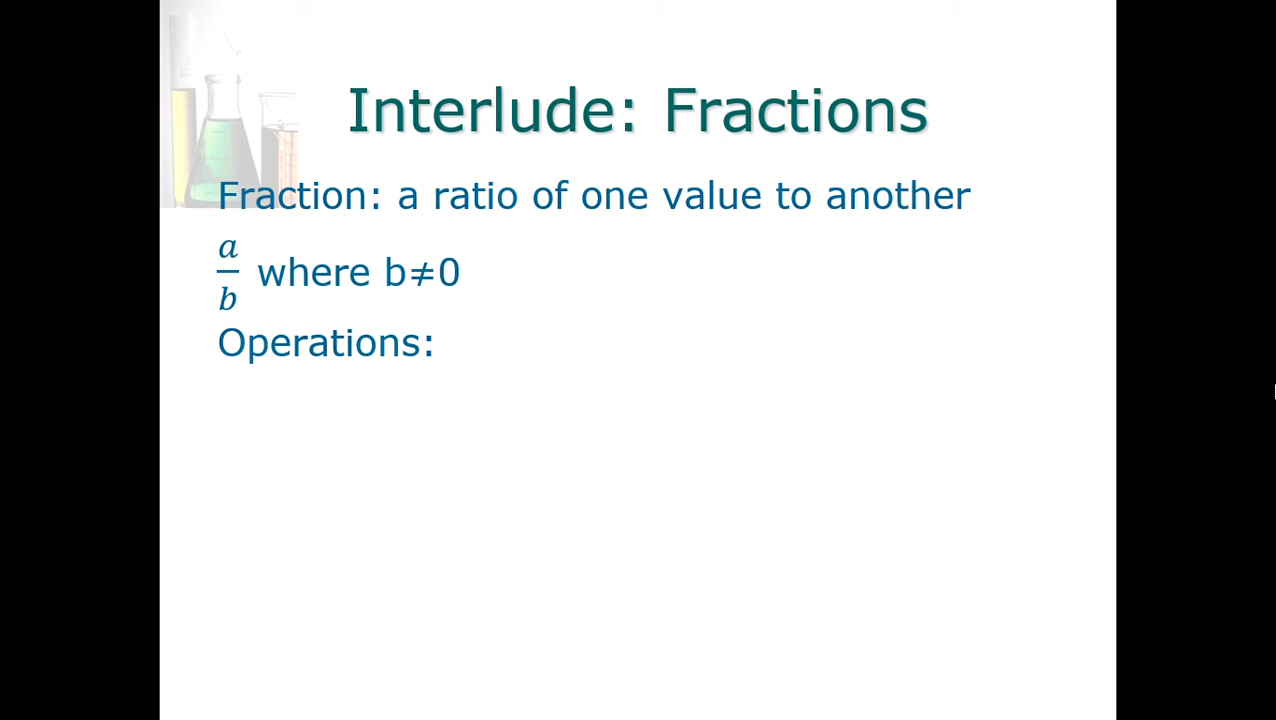 Interlude: Fractions
Fraction: a ratio of one value to another
a/b where b≠0
Operations: